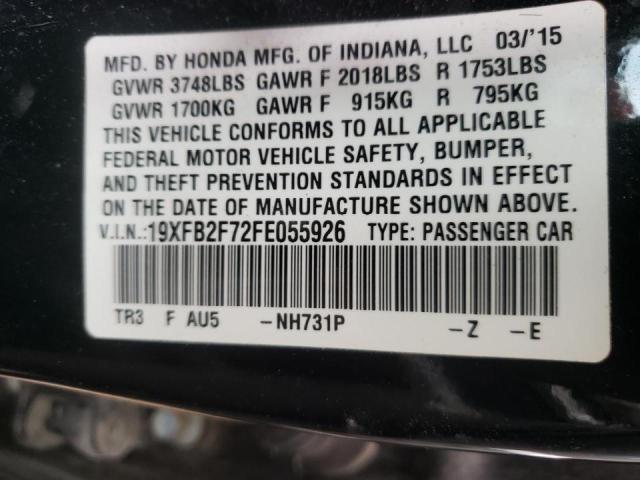 MFD. BY HONDA MFG. OF INDIANA, LLC 03/'15
GVWR 3748LBS GAWR F 2018LBS R 1753LBS
GVWR 1700KG GAWR F 915KG R 795KG
THIS VEHICLE CONFORMS TO ALL APPLICABLE
FEDERAL MOTOR VEHICLE SAFETY, BUMPER,
AND THEFT PREVENTION STANDARDS IN EFFECT
ON THE DATE OF MANUFACTURE SHOWN ABOVE.
V.I.N.:19XFB2F72FE055926 TYPE: PASSENGER CAR
TR3 F AU5 -NH731P -Z -E